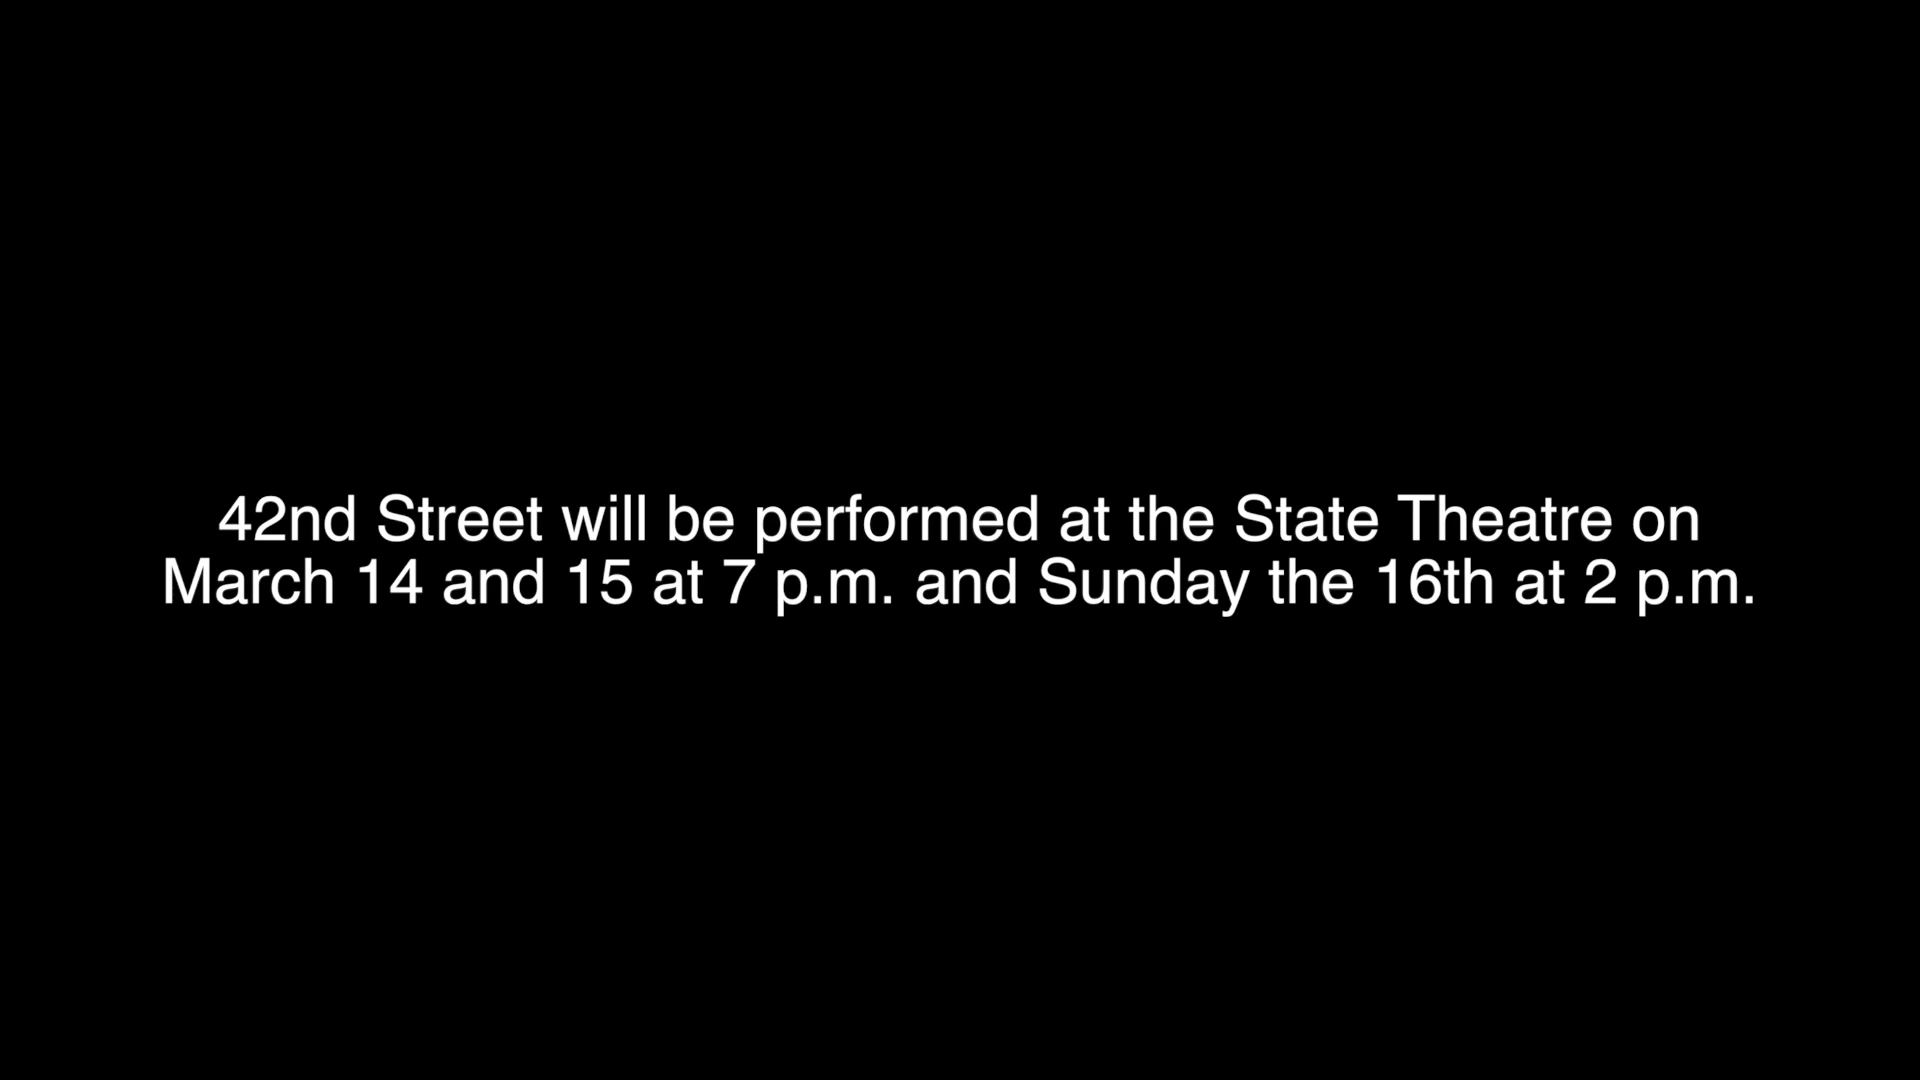 42nd Street will be performed at the State Theatre on
March 14 and 15 at 7 p.m. and Sunday the 16th at 2 p.m.